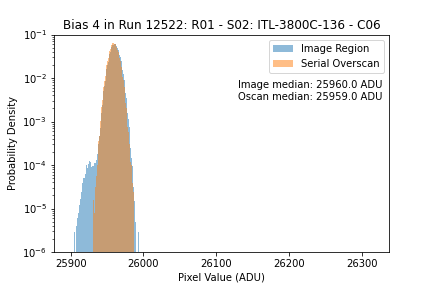 Bias 4 in Run 12522: R01 - S02: ITL-3800C-136 - C06
Image Region
Serial Overscan
Image median: 25960.0 ADU
Oscan median: 25959.0 ADU
Probability Density
10⁻¹
10⁻²
10⁻³
10⁻⁴
10⁻⁵
10⁻⁶
25900 26000 26100 26200 26300
Pixel Value (ADU)